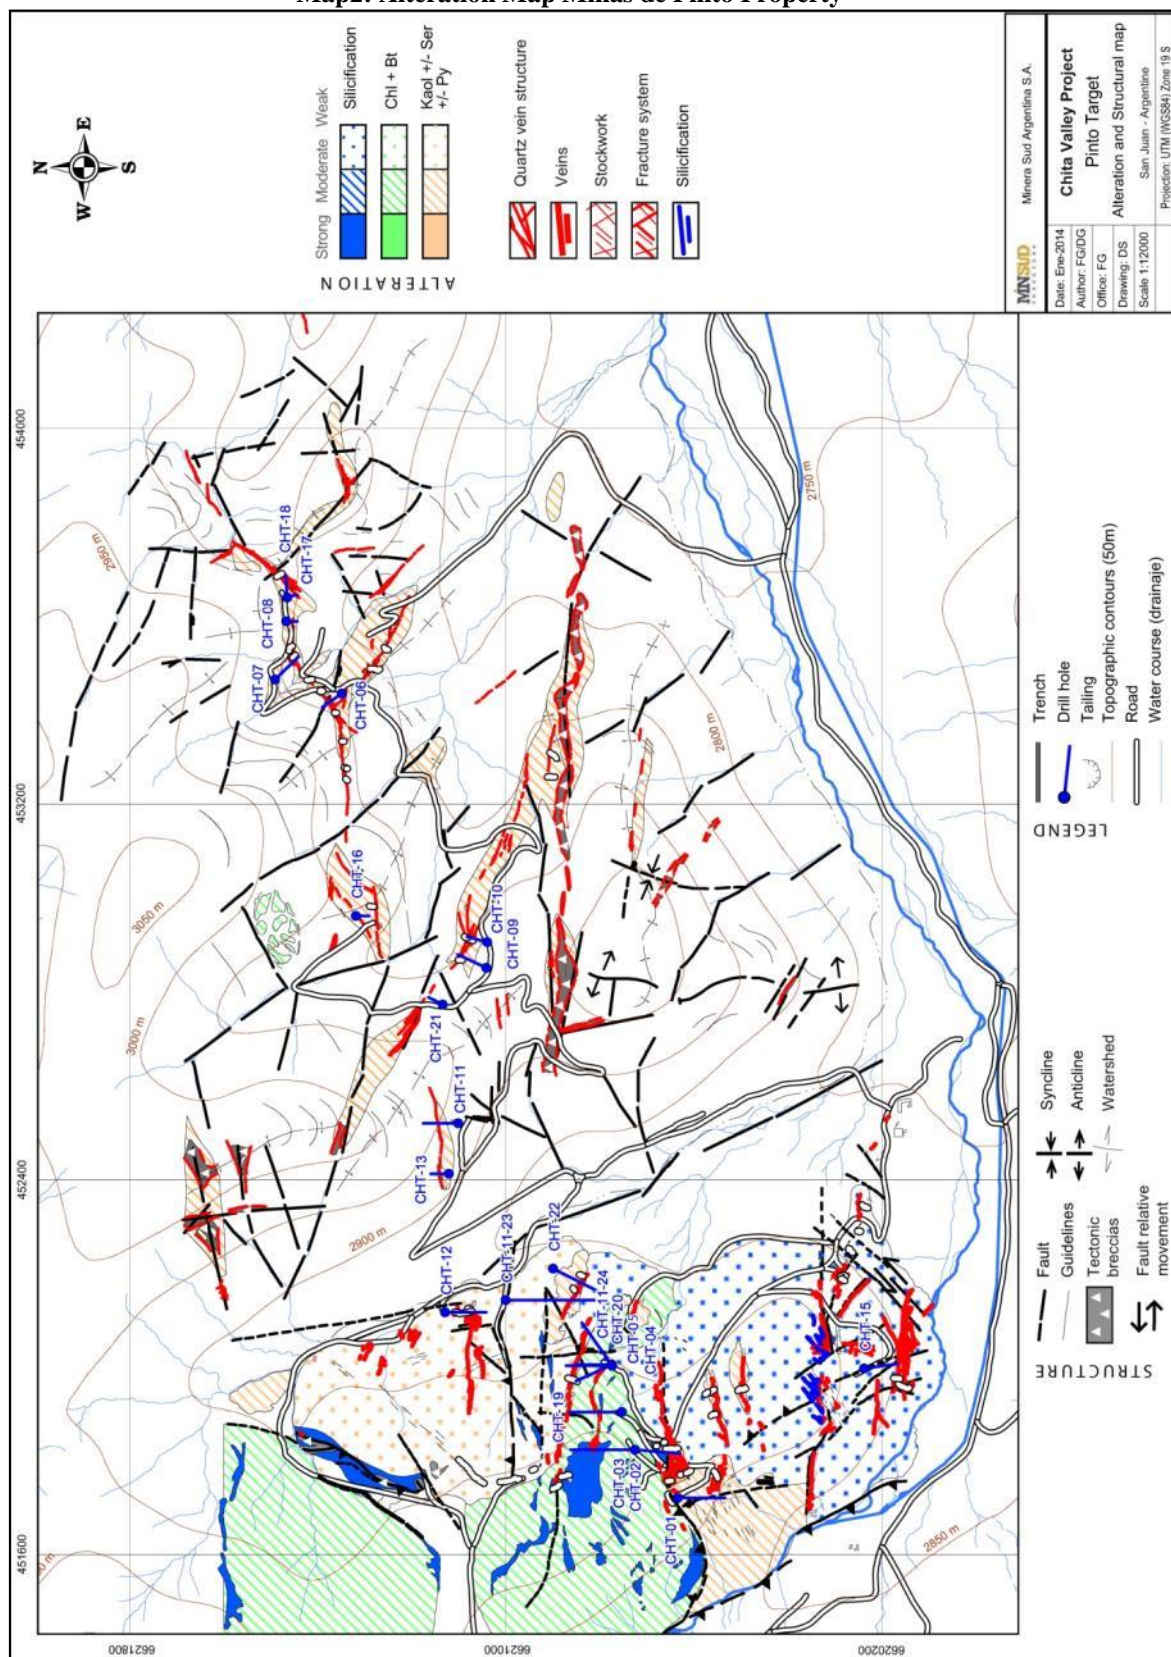 Map2: Alteration Map Minas de Pinto Property
N
W E
S
Strong Moderate Weak
ALTERATION
Silicification
Chl + Bt
Kaol +/- Ser
+/- Py
Quartz vein structure
Veins
Stockwork
Fracture system
Silicification
MNSUD
Minera Sud Argentina S.A.
Date: Ene-2014
Author: FG/DG
Office: FG
Drawing: DS
Scale 1:12000
Chita Valley Project
Pinto Target
Alteration and Structural map
San Juan - Argentine
Projection: UTM (WGS84) Zone 19 S
454000
453200
452400
451600
6621800
6621000
6620200
2950 m
3050 m
3000 m
2900 m
2800 m
2750 m
2850 m
CHT-18
CHT-17
CHT-08
CHT-07
CHT-06
CHT-16
CHT-10
CHT-09
CHT-21
CHT-11
CHT-13
CHT-12
CHT-11-23
CHT-22
CHT-11-24
CHT-20
CHT-05
CHT-04
CHT-19
CHT-03
CHT-02
CHT-01
CHT-15
LEGEND
Trench
Drill hole
Tailing
Topographic contours (50m)
Road
Water course (drainaje)
STRUCTURE
Fault
Guidelines
Tectonic
breccias
Fault relative
movement
Syncline
Anticline
Watershed